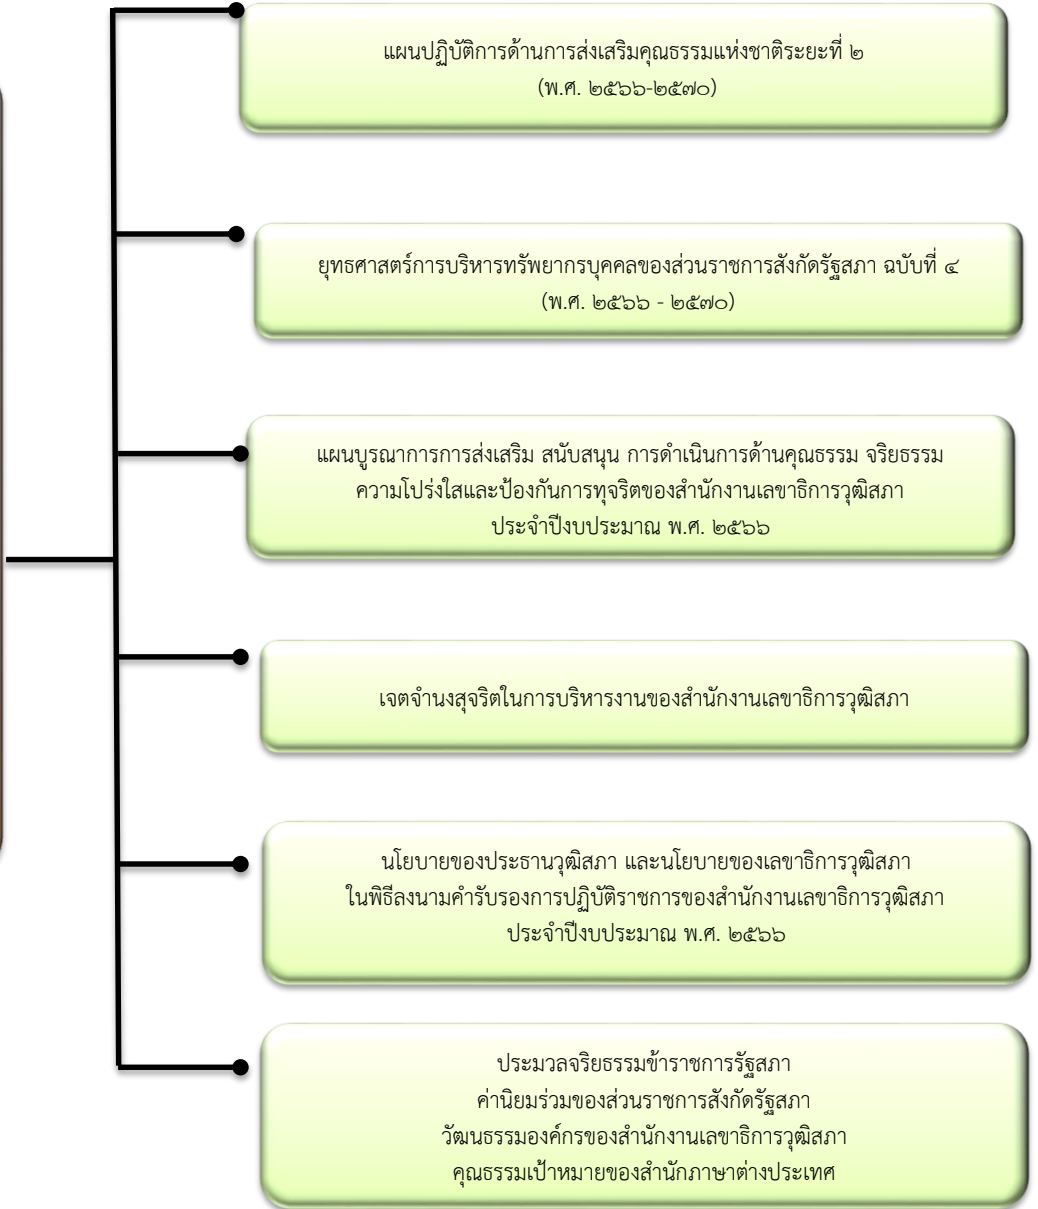 แผนปฏิบัติการด้านการส่งเสริมคุณธรรมแห่งชาติระยะที่ ๒
(พ.ศ. ๒๕๖๖-๒๕๗๐)
ยุทธศาสตร์การบริหารทรัพยากรบุคคลของส่วนราชการสังกัดรัฐสภา ฉบับที่ ๔
(พ.ศ. ๒๕๖๖ - ๒๕๗๐)
แผนบูรณาการการส่งเสริม สนับสนุน การดำเนินการด้านคุณธรรม จริยธรรม
ความโปร่งใสและป้องกันการทุจริตของสำนักงานเลขาธิการวุฒิสภา
ประจำปีงบประมาณ พ.ศ. ๒๕๖๖
เจตจำนงสุจริตในการบริหารงานของสำนักงานเลขาธิการวุฒิสภา
นโยบายของประธานวุฒิสภา และนโยบายของเลขาธิการวุฒิสภา
ในพิธีลงนามคำรับรองการปฏิบัติราชการของสำนักงานเลขาธิการวุฒิสภา
ประจำปีงบประมาณ พ.ศ. ๒๕๖๖
ประมวลจริยธรรมข้าราชการรัฐสภา
ค่านิยมร่วมของส่วนราชการสังกัดรัฐสภา
วัฒนธรรมองค์กรของสำนักงานเลขาธิการวุฒิสภา
คุณธรรมเป้าหมายของสำนักภาษาต่างประเทศ